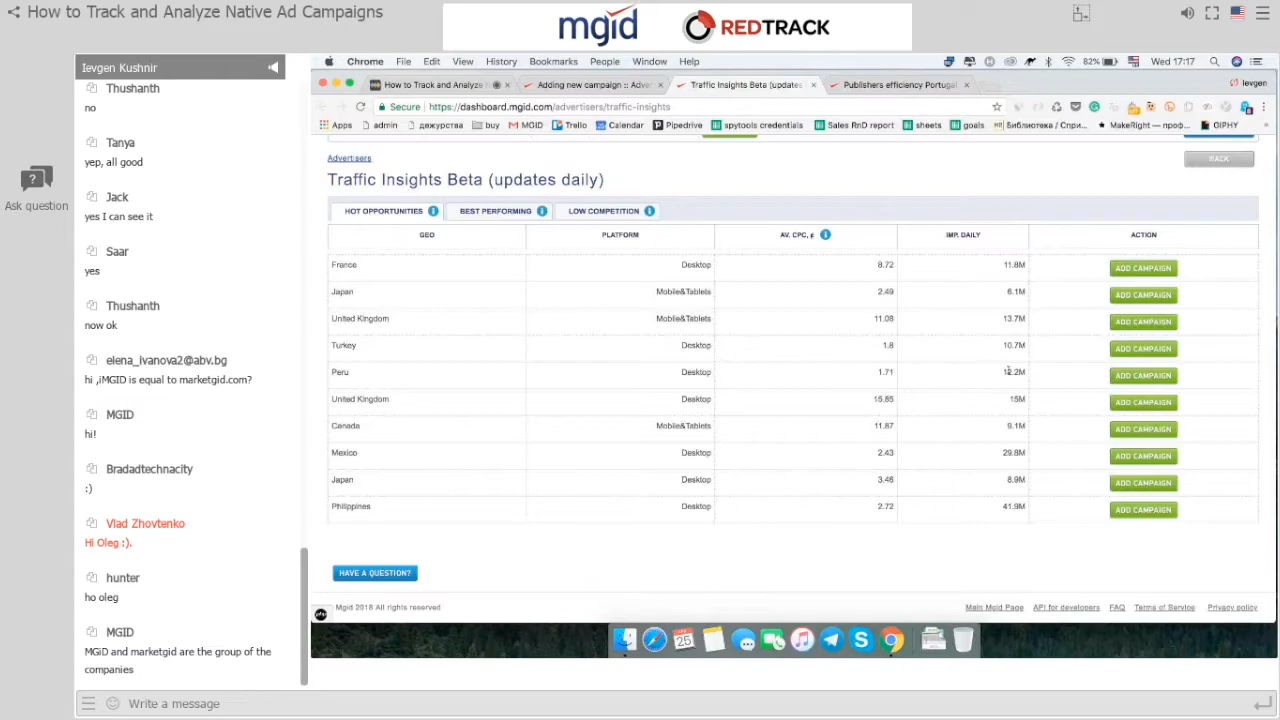 How to Track and Analyze Native Ad Campaigns
mgid
REDTRACK
Ievgen Kushnir
Thushanth
no
Tanya
yep, all good
Jack
yes I can see it
Saar
yes
Thushanth
now ok
elena_ivanova2@abv.bg
hi ,iMGID is equal to marketgid.com?
MGID
hi!
Bradadtechnacity
:)
Vlad Zhovtenko
Hi Oleg :).
hunter
ho oleg
MGID
MGiD and marketgid are the group of the
companies
Ask question
Write a message
Chrome File Edit View History Bookmarks People Window Help
82% Wed 17:17
How to Track and Analyze N
Adding new campaign :: Adver
Traffic Insights Beta (updates
Publishers efficiency Portugal
Ievgen
Secure https://dashboard.mgid.com/advertisers/traffic-insights
Apps admin дежурства buy MGID Trello Calendar Pipedrive spytools credentials Sales RnD report sheets goals Библиотека / Спри... MakeRight — проф... GIPHY
Advertisers
BACK
Traffic Insights Beta (updates daily)
HOT OPPORTUNITIES BEST PERFORMING LOW COMPETITION
GEO PLATFORM AV. CPC, ¢ IMP. DAILY ACTION
France Desktop 8.72 11.8M ADD CAMPAIGN
Japan Mobile&Tablets 2.49 6.1M ADD CAMPAIGN
United Kingdom Mobile&Tablets 11.08 13.7M ADD CAMPAIGN
Turkey Desktop 1.8 10.7M ADD CAMPAIGN
Peru Desktop 1.71 ADD CAMPAIGN
United Kingdom Desktop 15.85 15M ADD CAMPAIGN
Canada Mobile&Tablets 11.87 9.1M ADD CAMPAIGN
Mexico Desktop 2.43 29.8M ADD CAMPAIGN
Japan Desktop 3.46 8.9M ADD CAMPAIGN
Philippines Desktop 2.72 41.9M ADD CAMPAIGN
HAVE A QUESTION?
Mgid 2018 All rights reserved
Main Mgid Page API for developers FAQ Terms of Service Privacy policy
25